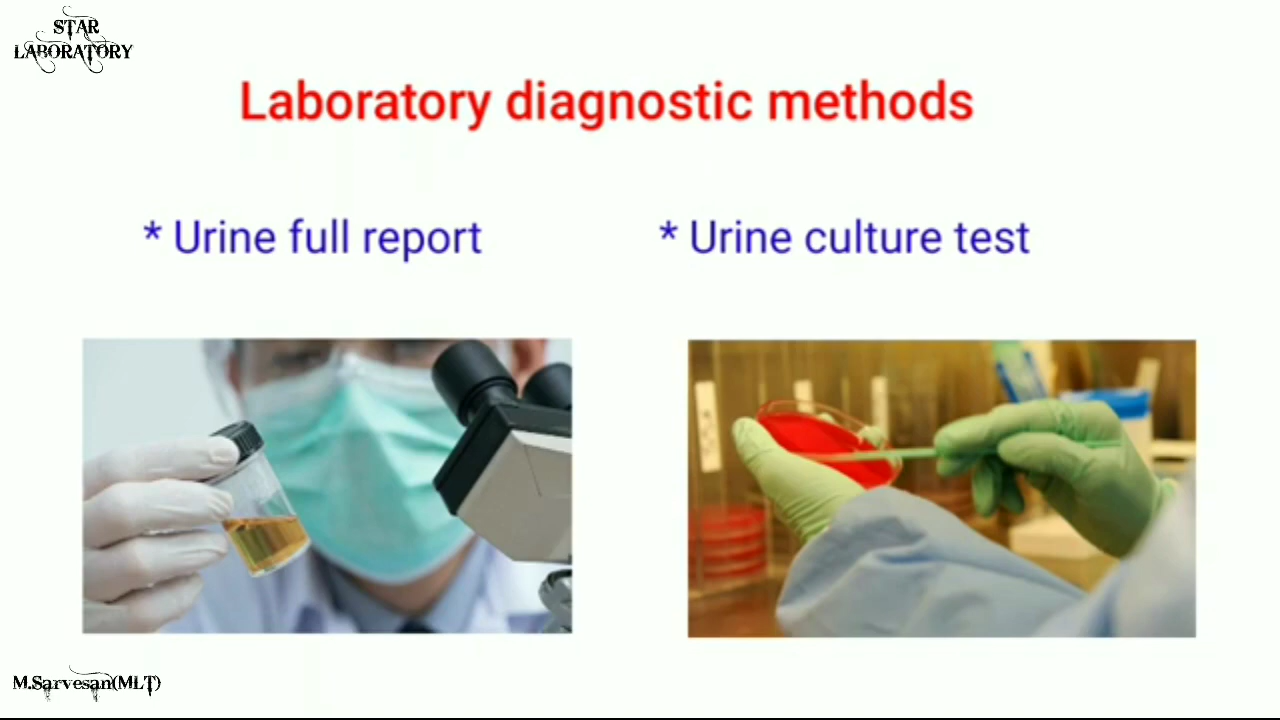 STAR
LABORATORY
Laboratory diagnostic methods
* Urine full report
* Urine culture test
M.Sarvesan(MLT)